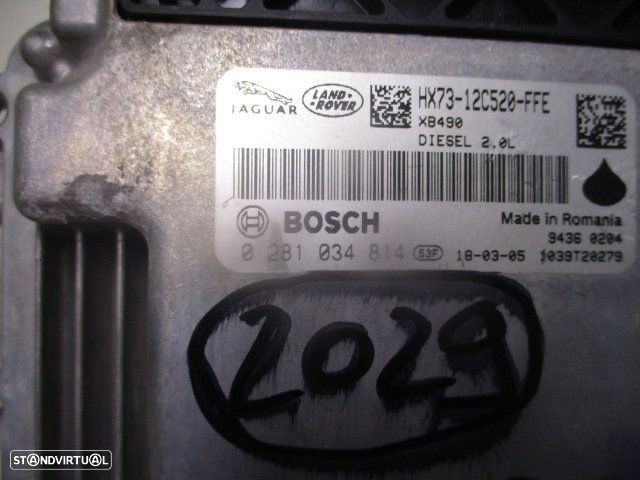 JAGUAR
LAND-
-ROVER
HX73-12C520-FFE
XB490
DIESEL 2.0L
BOSCH
Made in Romania
0 281 034 814
53F
9436 0204
18-03-05
1039T20279
2029
STANDVIRTUAL